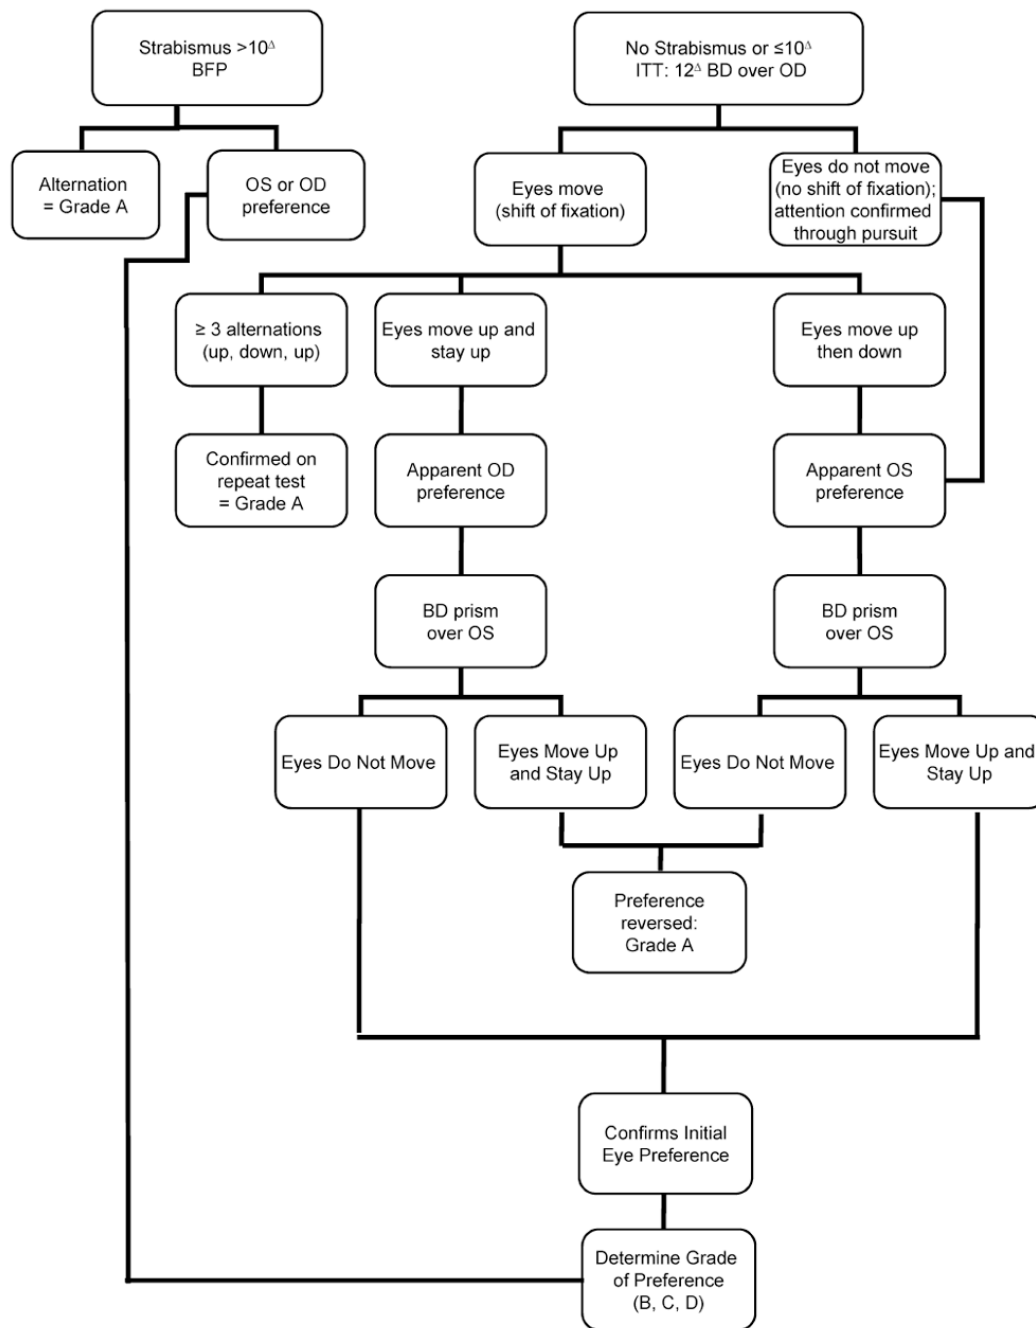 Strabismus >10Δ
BFP
No Strabismus or ≤10Δ
ITT: 12Δ BD over OD
Alternation
= Grade A
OS or OD
preference
Eyes move
(shift of fixation)
Eyes do not move
(no shift of fixation);
attention confirmed
through pursuit
≥ 3 alternations
(up, down, up)
Eyes move up and
stay up
Eyes move up
then down
Confirmed on
repeat test
= Grade A
Apparent OD
preference
Apparent OS
preference
BD prism
over OS
BD prism
over OS
Eyes Do Not Move
Eyes Move Up
and Stay Up
Eyes Do Not Move
Eyes Move Up and
Stay Up
Preference
reversed:
Grade A
Confirms Initial
Eye Preference
Determine Grade
of Preference
(B, C, D)